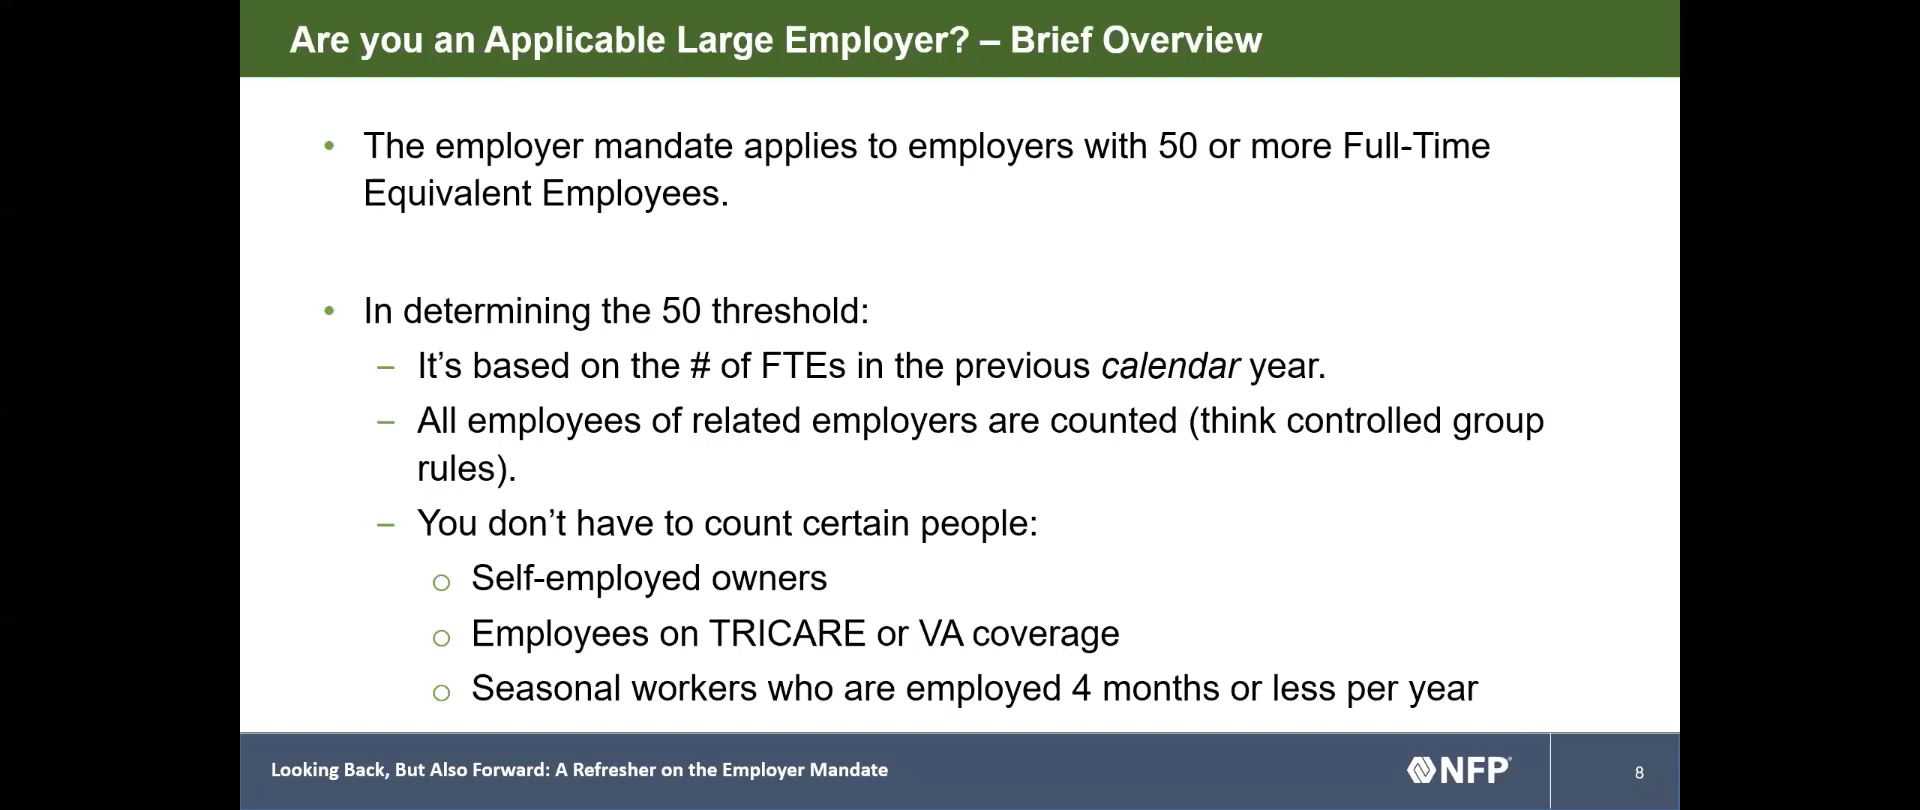 Are you an Applicable Large Employer? – Brief Overview
• The employer mandate applies to employers with 50 or more Full-Time
Equivalent Employees.
• In determining the 50 threshold:
– It’s based on the # of FTEs in the previous calendar year.
– All employees of related employers are counted (think controlled group
rules).
– You don’t have to count certain people:
o Self-employed owners
o Employees on TRICARE or VA coverage
o Seasonal workers who are employed 4 months or less per year
Looking Back, But Also Forward: A Refresher on the Employer Mandate
NFP
8